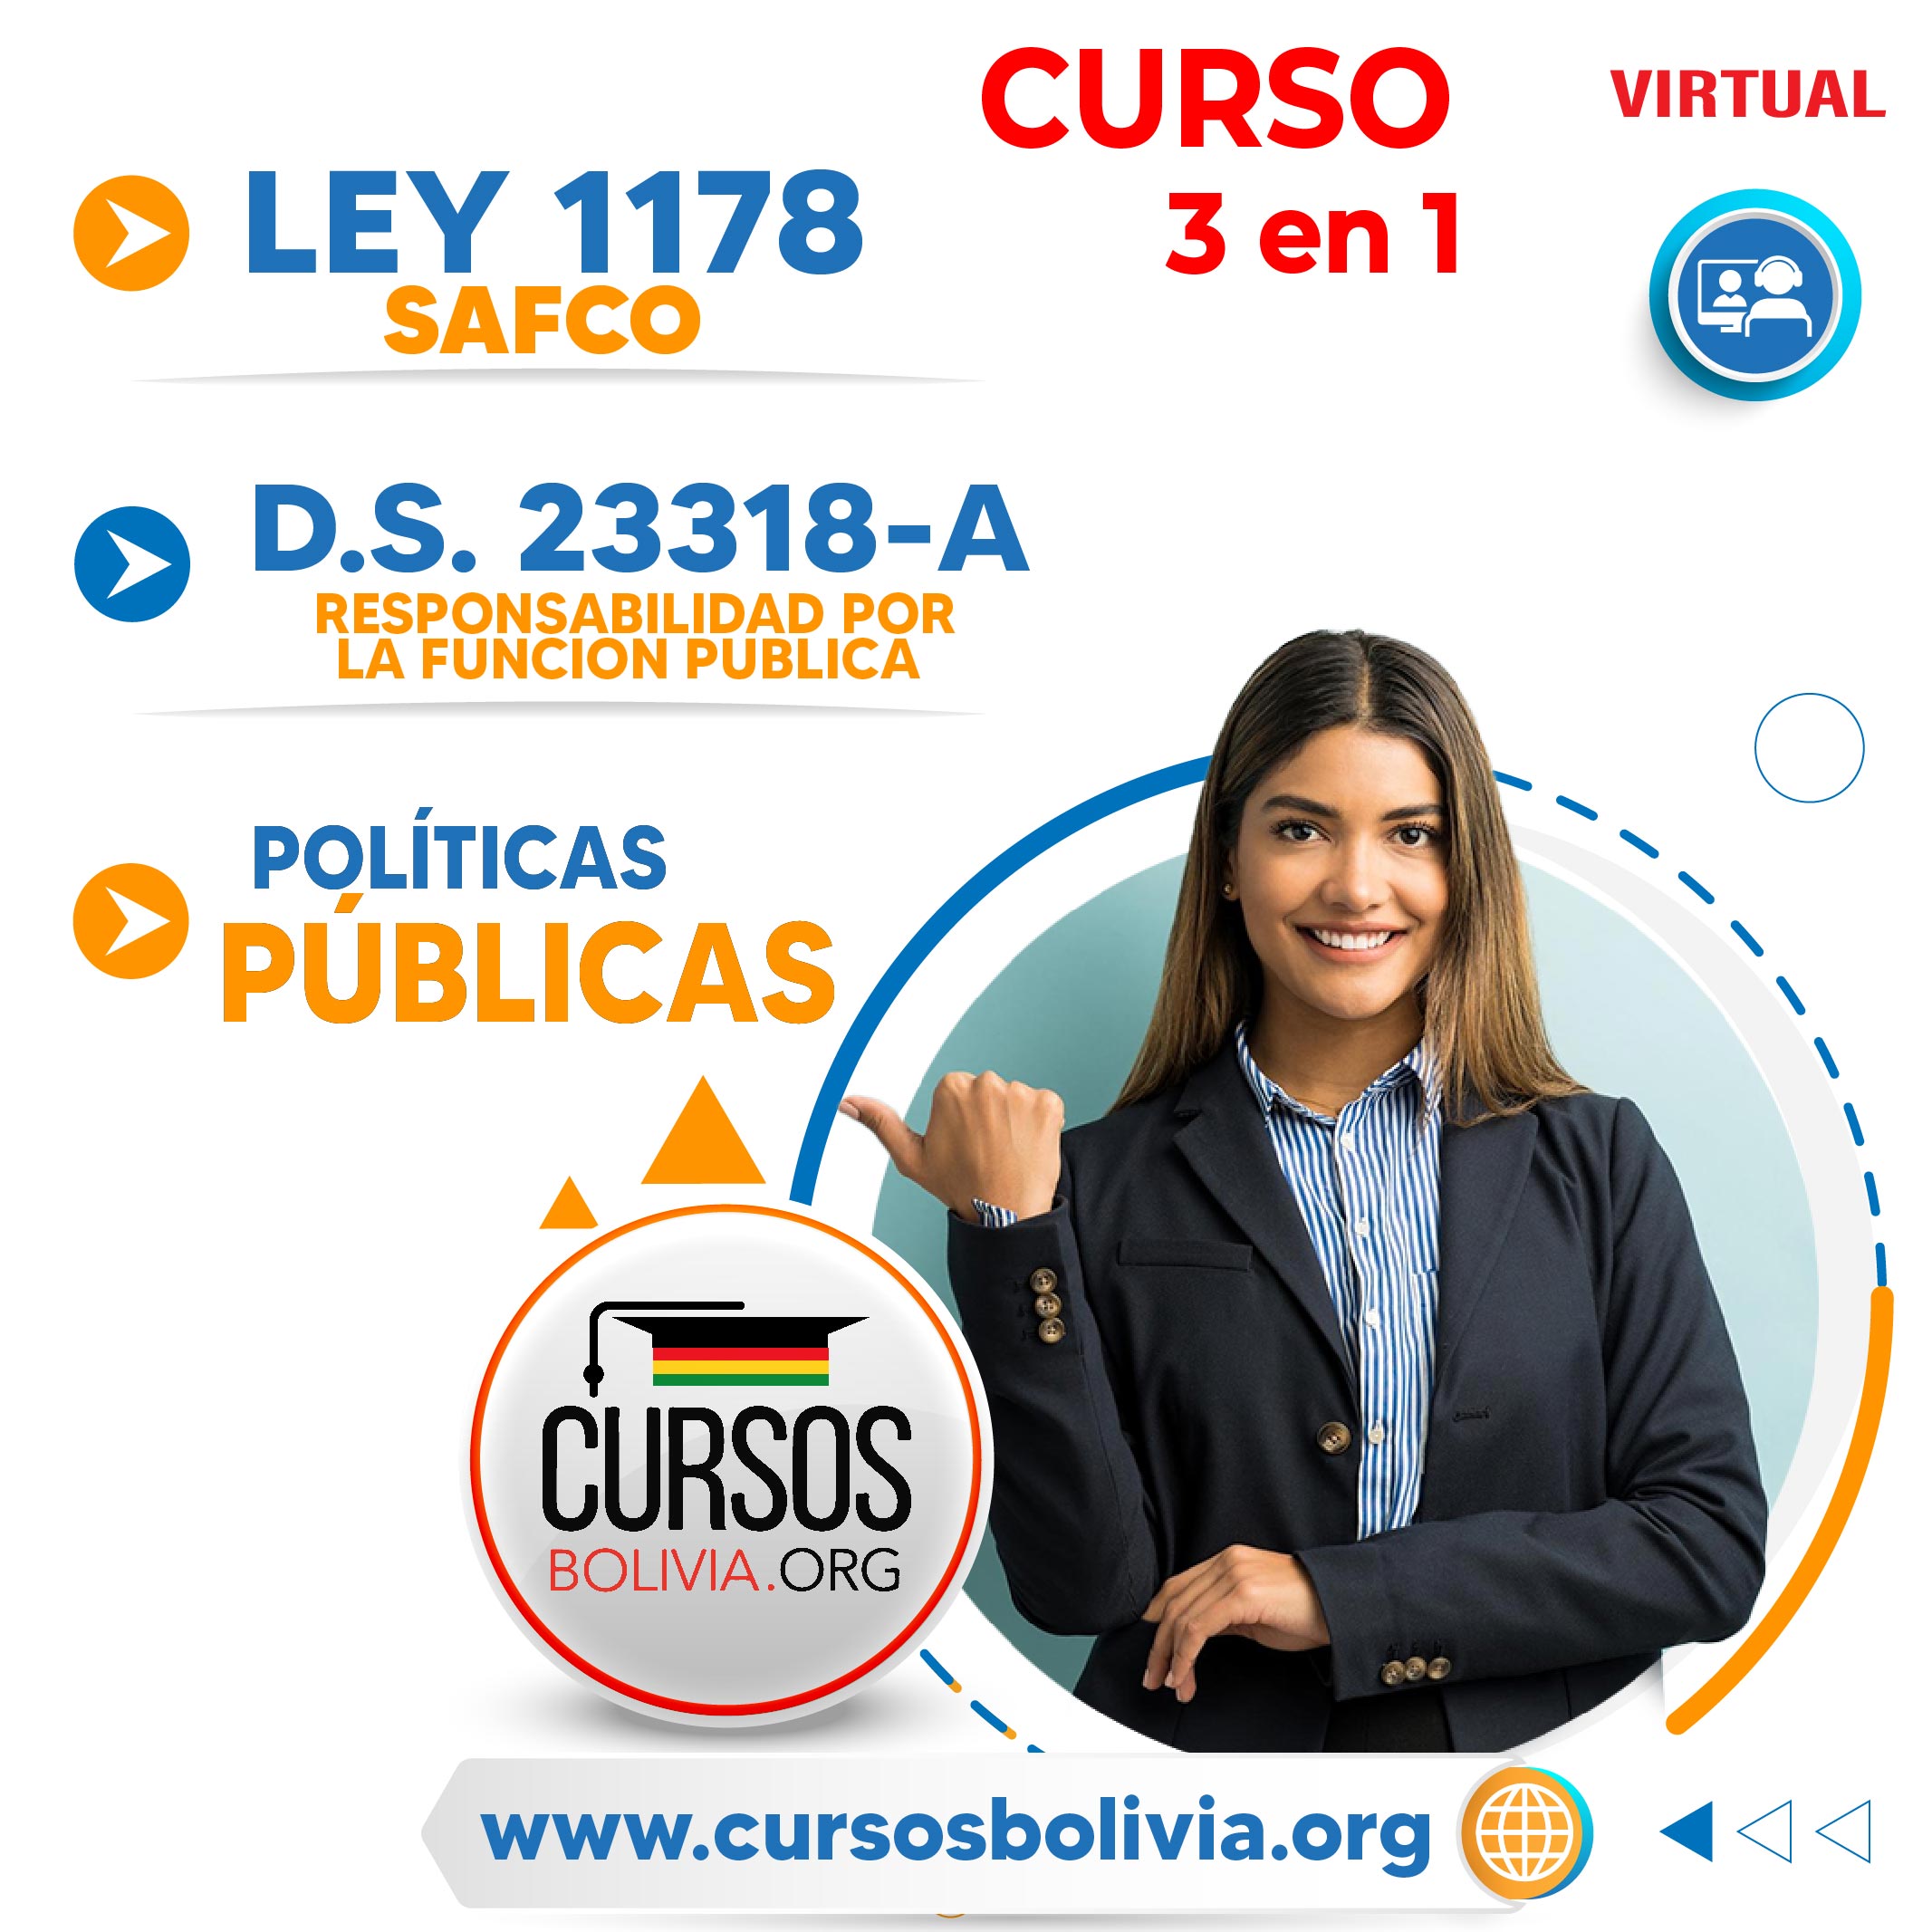 CURSO
3 en 1
VIRTUAL
LEY 1178
SAFCO
D.S. 23318-A
RESPONSABILIDAD POR
LA FUNCION PUBLICA
POLÍTICAS
PÚBLICAS
CURSOS
BOLIVIA.ORG
www.cursosbolivia.org